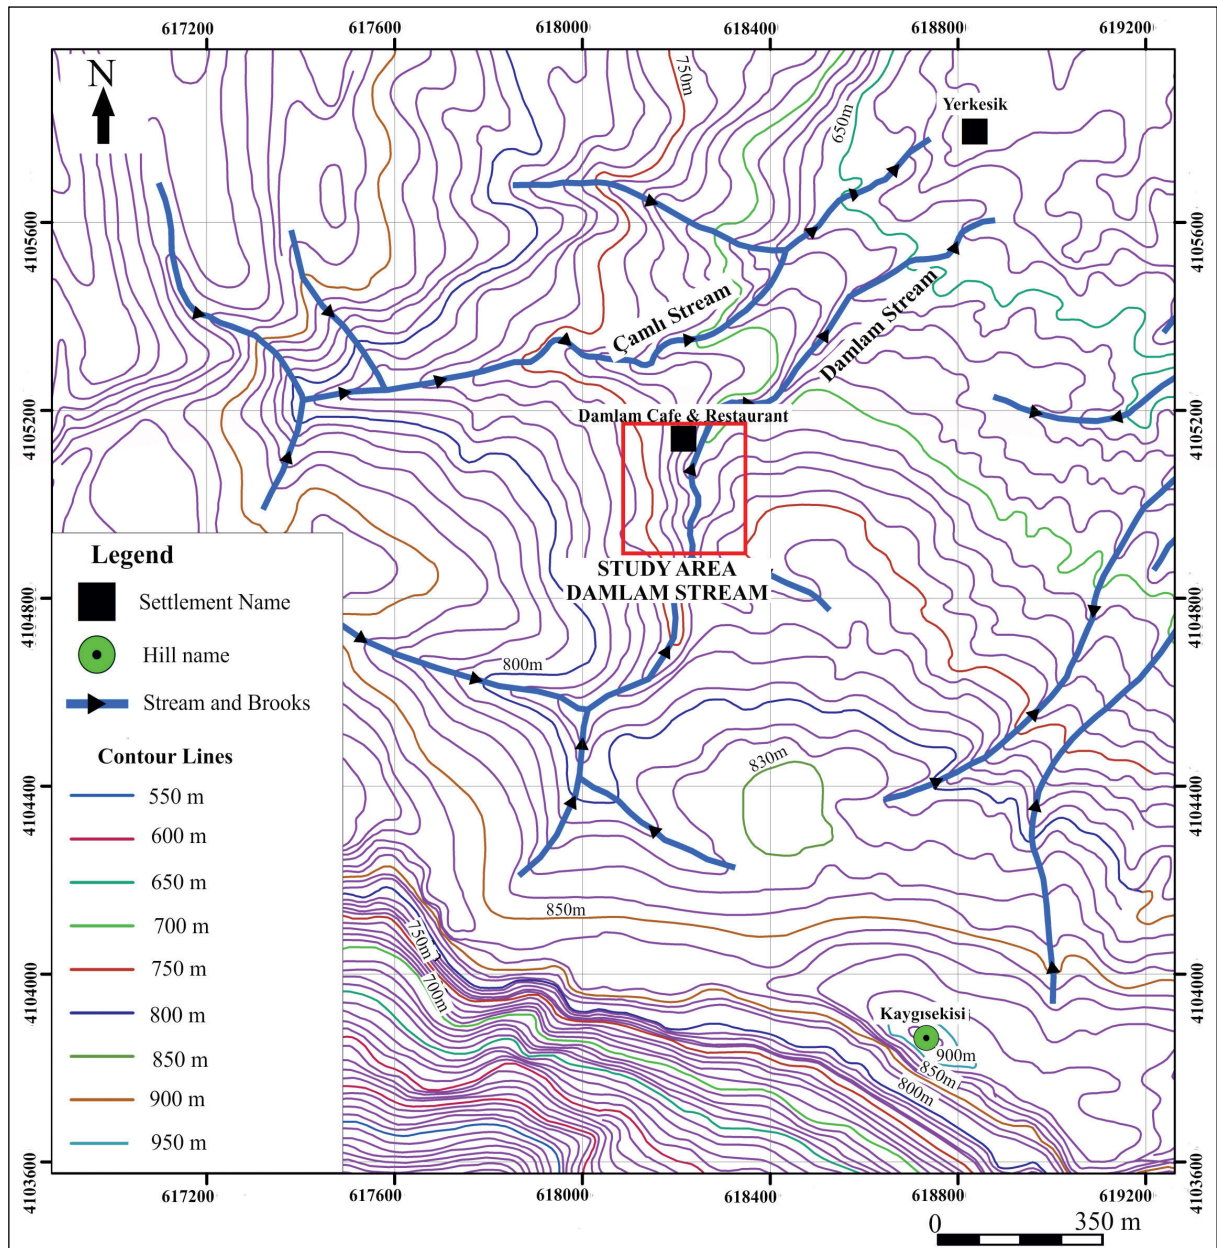 617200 617600 618000 618400 618800 619200
N
750m
650m
Yerkesik
4105600 4105600
Çamlı Stream
Damlam Stream
4105200 4105200
Damlam Cafe & Restaurant
STUDY AREA
DAMLAM STREAM
4104800 4104800
800m
830m
4104400 4104400
850m
750m
700m
4104000 4104000
Kaygısekisi
900m
850m
800m
4103600 4103600
Legend
Settlement Name
Hill name
Stream and Brooks
Contour Lines
550 m
600 m
650 m
700 m
750 m
800 m
850 m
900 m
950 m
617200 617600 618000 618400 618800 619200
0 350 m